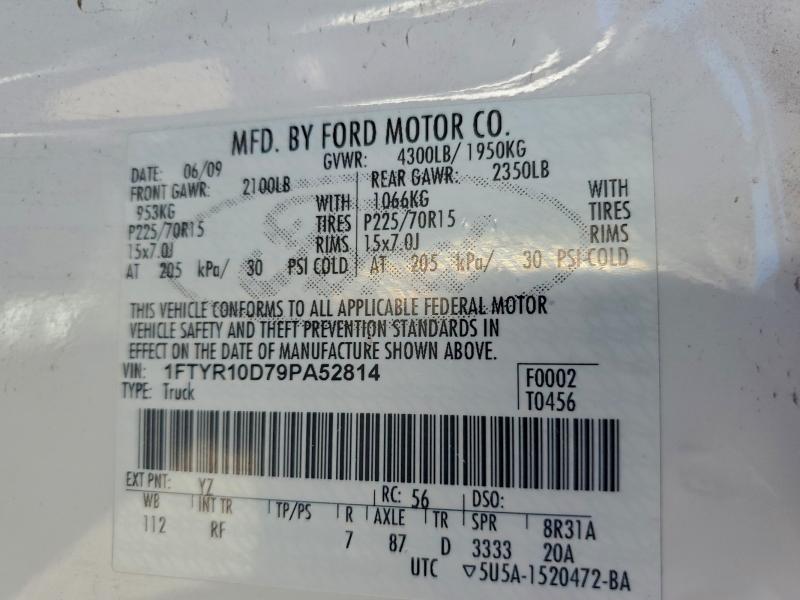 MFD. BY FORD MOTOR CO.
DATE: 06/09 GVWR: 4300LB/ 1950KG
FRONT GAWR: 2100LB REAR GAWR: 2350LB
953KG WITH 1066KG WITH
P225/70R15 TIRES P225/70R15 TIRES
15x7.0J RIMS 15x7.0J RIMS
AT 205 kPa/ 30 PSI COLD AT 205 kPa/ 30 PSI COLD
THIS VEHICLE CONFORMS TO ALL APPLICABLE FEDERAL MOTOR
VEHICLE SAFETY AND THEFT PREVENTION STANDARDS IN
EFFECT ON THE DATE OF MANUFACTURE SHOWN ABOVE.
VIN: 1FTYR10D79PA52814 F0002
TYPE: Truck T0456
EXT PNT: YZ RC: 56 DSO:
WB INT TR TP/PS R AXLE TR SPR 8R31A
112 RF 7 87 D 3333 20A
UTC ▽5U5A-1520472-BA